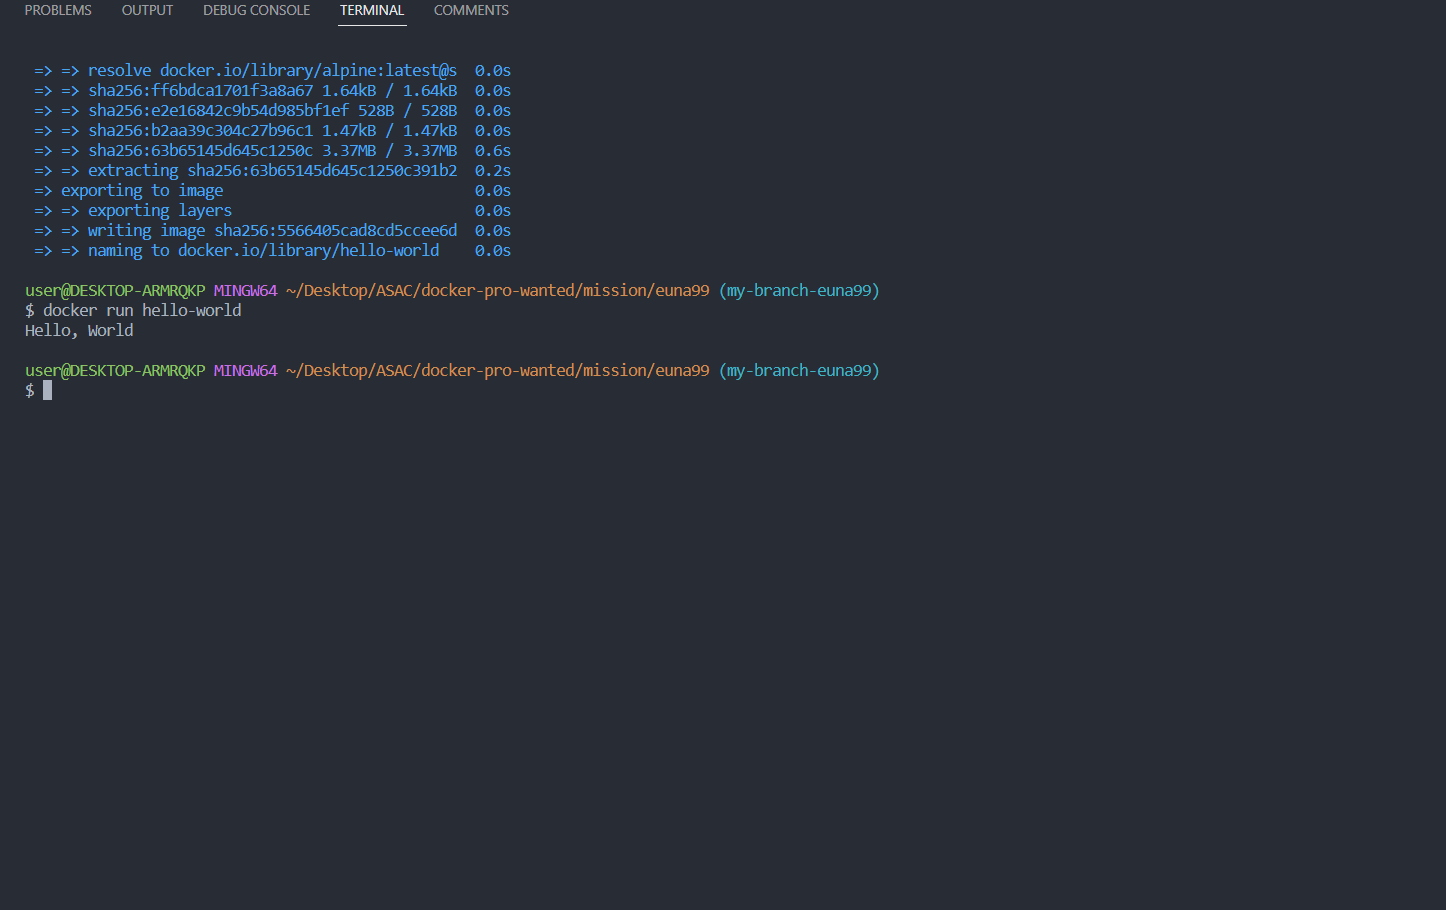 PROBLEMS OUTPUT DEBUG CONSOLE TERMINAL COMMENTS
=> => resolve docker.io/library/alpine:latest@s 0.0s
=> => sha256:ff6bdca1701f3a8a67 1.64kB / 1.64kB 0.0s
=> => sha256:e2e16842c9b54d985bf1ef 528B / 528B 0.0s
=> => sha256:b2aa39c304c27b96c1 1.47kB / 1.47kB 0.0s
=> => sha256:63b65145d645c1250c 3.37MB / 3.37MB 0.6s
=> => extracting sha256:63b65145d645c1250c391b2 0.2s
=> exporting to image 0.0s
=> => exporting layers 0.0s
=> => writing image sha256:5566405cad8cd5ccee6d 0.0s
=> => naming to docker.io/library/hello-world 0.0s
user@DESKTOP-ARMRQKP MINGW64 ~/Desktop/ASAC/docker-pro-wanted/mission/euna99 (my-branch-euna99)
$ docker run hello-world
Hello, World
user@DESKTOP-ARMRQKP MINGW64 ~/Desktop/ASAC/docker-pro-wanted/mission/euna99 (my-branch-euna99)
$